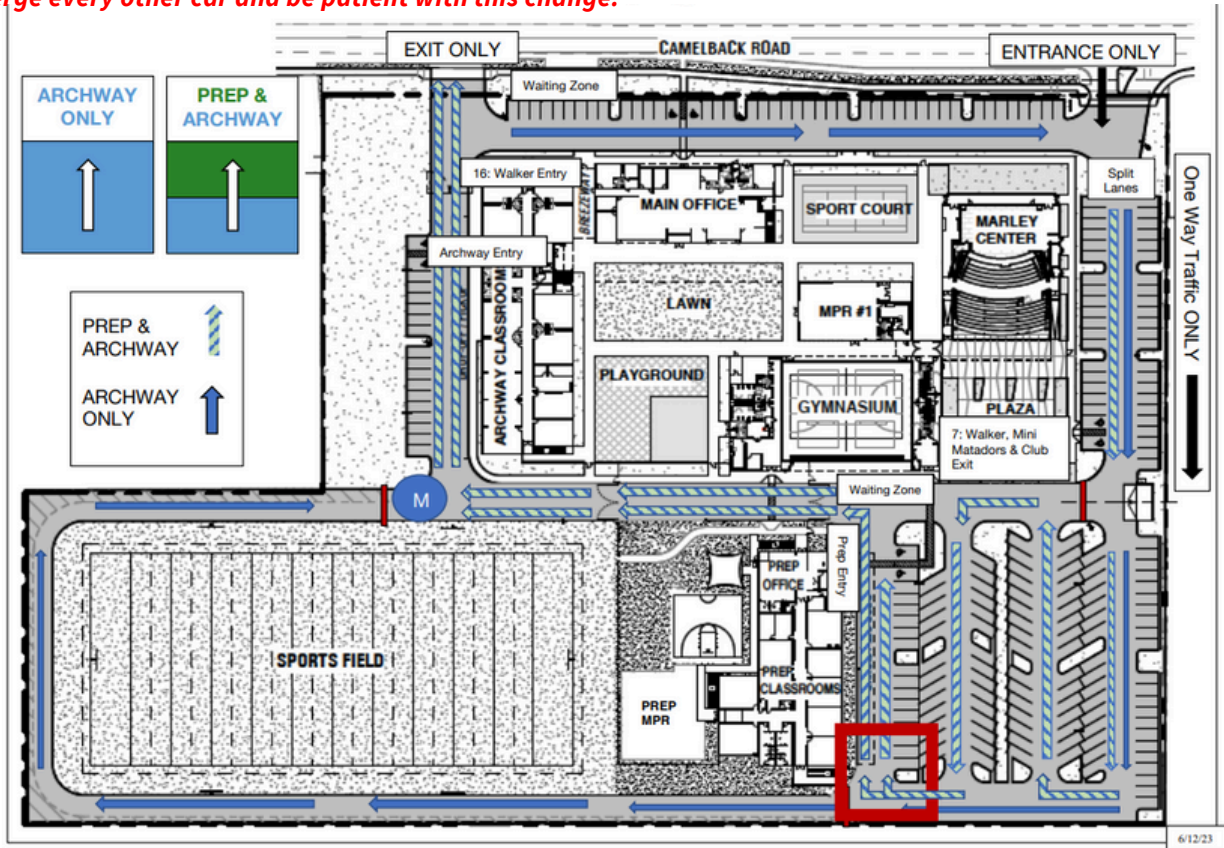 erge every other car and be patient with this change.
EXIT ONLY
CAMELBACK ROAD
ENTRANCE ONLY
Waiting Zone
ARCHWAY
ONLY
PREP &
ARCHWAY
16: Walker Entry
BREEZEWAY
MAIN OFFICE
SPORT COURT
MARLEY
CENTER
Split
Lanes
One Way Traffic ONLY
Archway Entry
ARCHWAY CLASSROOM
LAWN
MPR #1
PREP &
ARCHWAY
ARCHWAY
ONLY
PLAYGROUND
GYMNASIUM
PLAZA
7: Walker, Mini
Matadors & Club
Exit
M
Waiting Zone
Prep Entry
PREP
OFFICE
SPORTS FIELD
PREP
CLASSROOMS
PREP
MPR
6/12/23